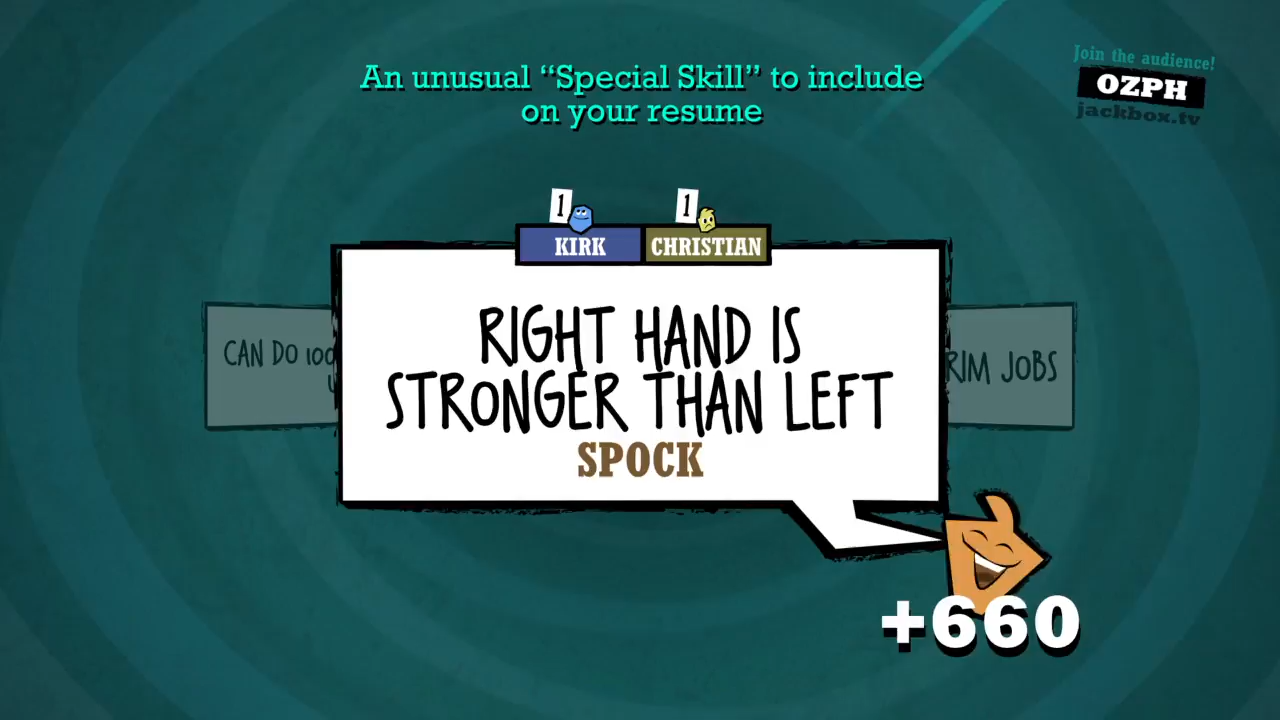 An unusual “Special Skill” to include
on your resume
Join the audience!
OZPH
jackbox.tv
1
1
KIRK
CHRISTIAN
RIGHT HAND IS
STRONGER THAN LEFT
SPOCK
CAN DO 100
RIM JOBS
+660